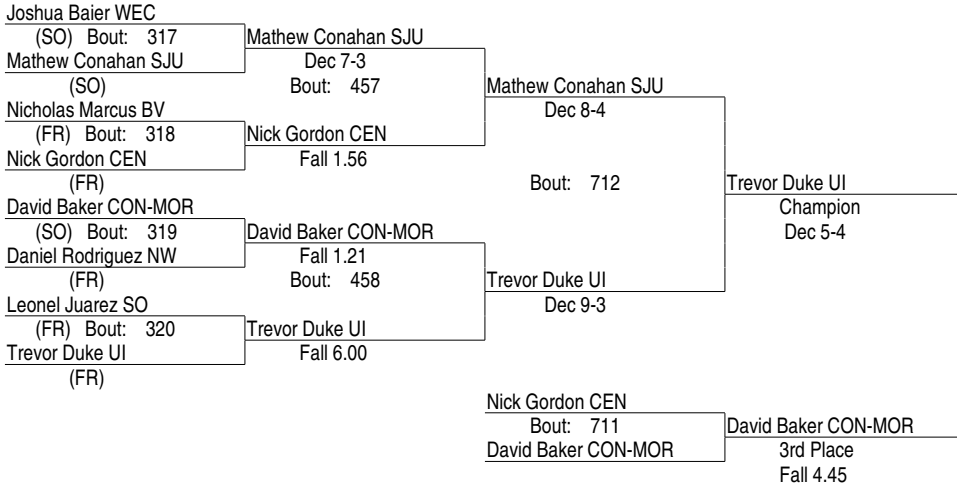 Joshua Baier WEC
(SO) Bout: 317
Mathew Conahan SJU
Mathew Conahan SJU
Dec 7-3
(SO)
Bout: 457
Mathew Conahan SJU
Nicholas Marcus BV
Dec 8-4
(FR) Bout: 318
Nick Gordon CEN
Nick Gordon CEN
Fall 1.56
(FR)
Bout: 712
Trevor Duke UI
David Baker CON-MOR
Champion
(SO) Bout: 319
David Baker CON-MOR
Dec 5-4
Daniel Rodriguez NW
Fall 1.21
(FR)
Bout: 458
Trevor Duke UI
Leonel Juarez SO
Dec 9-3
(FR) Bout: 320
Trevor Duke UI
Trevor Duke UI
Fall 6.00
(FR)
Nick Gordon CEN
Bout: 711
David Baker CON-MOR
David Baker CON-MOR
3rd Place
Fall 4.45